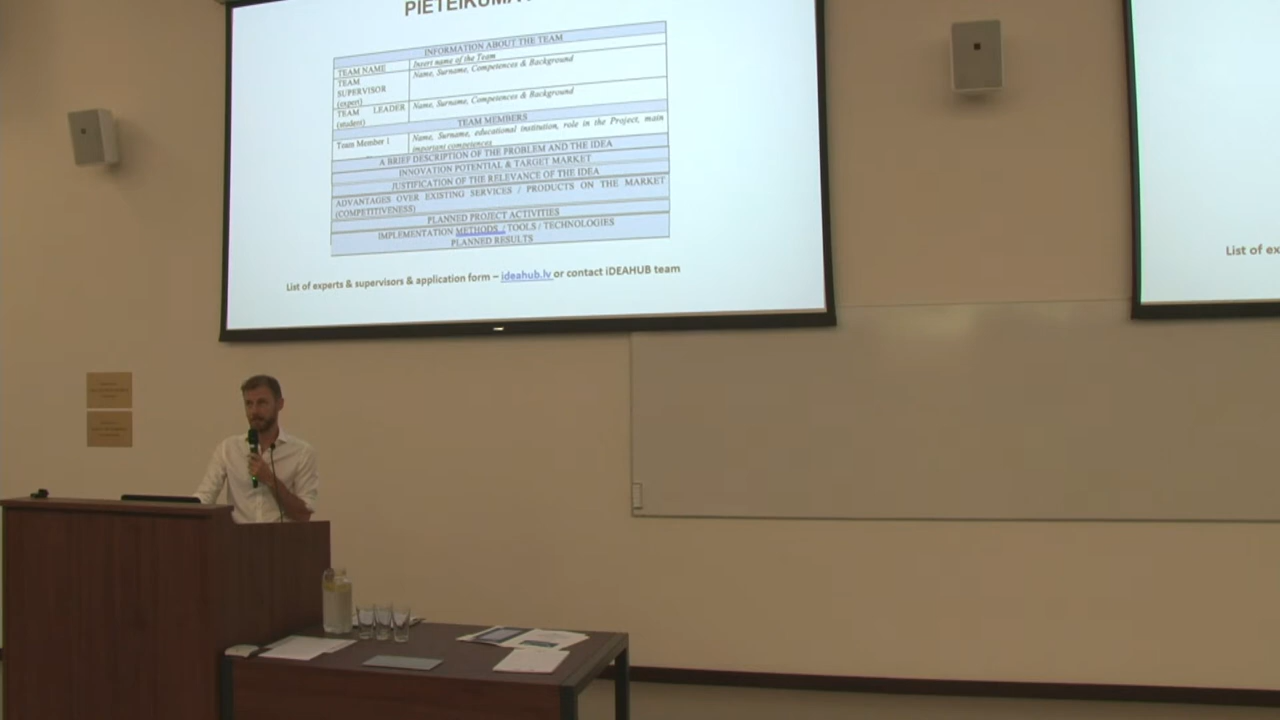 INFORMATION ABOUT THE TEAM
TEAM NAME
Insert name of the Team
TEAM
SUPERVISOR
(expert)
Name, Surname, Competences & Background
TEAM LEADER
(student)
Name, Surname, Competences & Background
TEAM MEMBERS
Team Member 1
Name, Surname, educational institution, role in the Project, main
important competences
A BRIEF DESCRIPTION OF THE PROBLEM AND THE IDEA
INNOVATION POTENTIAL & TARGET MARKET
JUSTIFICATION OF THE RELEVANCE OF THE IDEA
ADVANTAGES OVER EXISTING SERVICES / PRODUCTS ON THE MARKET
(COMPETITIVENESS)
PLANNED PROJECT ACTIVITIES
IMPLEMENTATION METHODS / TOOLS / TECHNOLOGIES
PLANNED RESULTS
List of experts & supervisors & application form – ideahub.lv or contact iDEAHUB team
List of ex